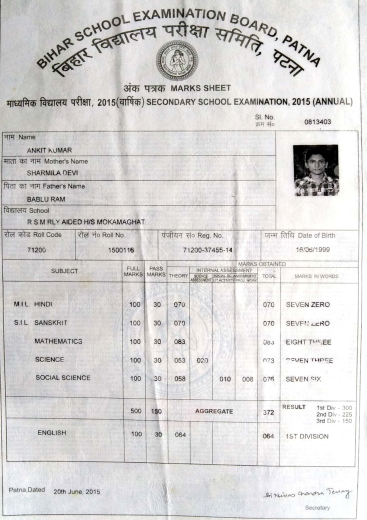 BIHAR SCHOOL EXAMINATION BOARD, PATNA
बिहार विद्यालय परीक्षा समिति, पटना
अंक पत्रक MARKS SHEET
माध्यमिक विद्यालय परीक्षा, 2015(वार्षिक) SECONDARY SCHOOL EXAMINATION, 2015 (ANNUAL)
Sl. No. 0813403
क्रम सं०
नाम Name
ANKIT KUMAR
माता का नाम Mother's Name
SHARMILA DEVI
पिता का नाम Father's Name
BABLU RAM
विद्यालय School
R S M RLY AIDED H/S MOKAMAGHAT
रौल कोड Roll Code रौल नं० Roll No. पंजीयन सं० Reg. No. जन्म तिथि Date of Birth
71200 1500116 71200-37455-14 16/06/1999
MARKS OBTAINED
SUBJECT FULL MARKS PASS MARKS THEORY INTERNAL ASSESSMENT TOTAL MARKS IN WORDS
M.I.L. HINDI 100 30 070 070 SEVEN ZERO
S.I.L. SANSKRIT 100 30 070 070 SEVEN ZERO
MATHEMATICS 100 30 083 083 EIGHT THREE
SCIENCE 100 30 053 020 073 SEVEN THREE
SOCIAL SCIENCE 100 30 058 010 008 076 SEVEN SIX
500 150 AGGREGATE 372 RESULT 1st Div - 300
2nd Div - 225
3rd Div - 150
ENGLISH 100 30 064 064 1ST DIVISION
Patna,Dated 20th June, 2015
Secretary